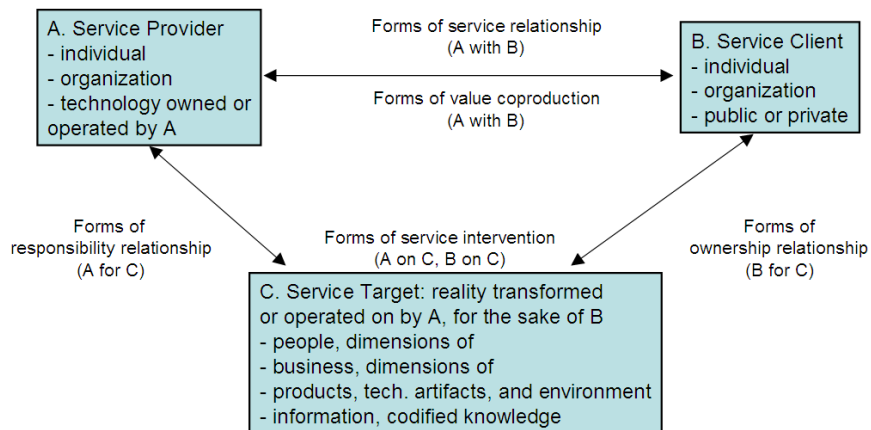 A. Service Provider
- individual
- organization
- technology owned or
operated by A
Forms of service relationship
(A with B)
Forms of value coproduction
(A with B)
B. Service Client
- individual
- organization
- public or private
Forms of
responsibility relationship
(A for C)
Forms of service intervention
(A on C, B on C)
Forms of
ownership relationship
(B for C)
C. Service Target: reality transformed
or operated on by A, for the sake of B
- people, dimensions of
- business, dimensions of
- products, tech. artifacts, and environment
- information, codified knowledge